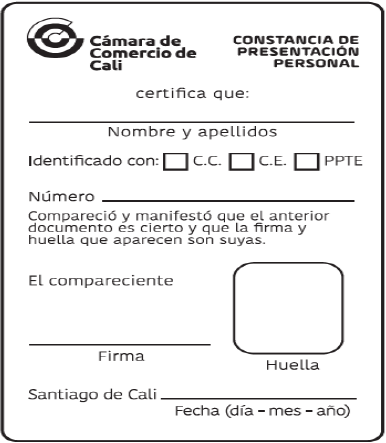 Cámara de
Comercio de
Cali
CONSTANCIA DE
PRESENTACIÓN
PERSONAL
certifica que:
Nombre y apellidos
Identificado con: C.C. C.E. PPTE
Número
Compareció y manifestó que el anterior
documento es cierto y que la firma y
huella que aparecen son suyas.
El compareciente
Firma
Huella
Santiago de Cali
Fecha (día - mes - año)